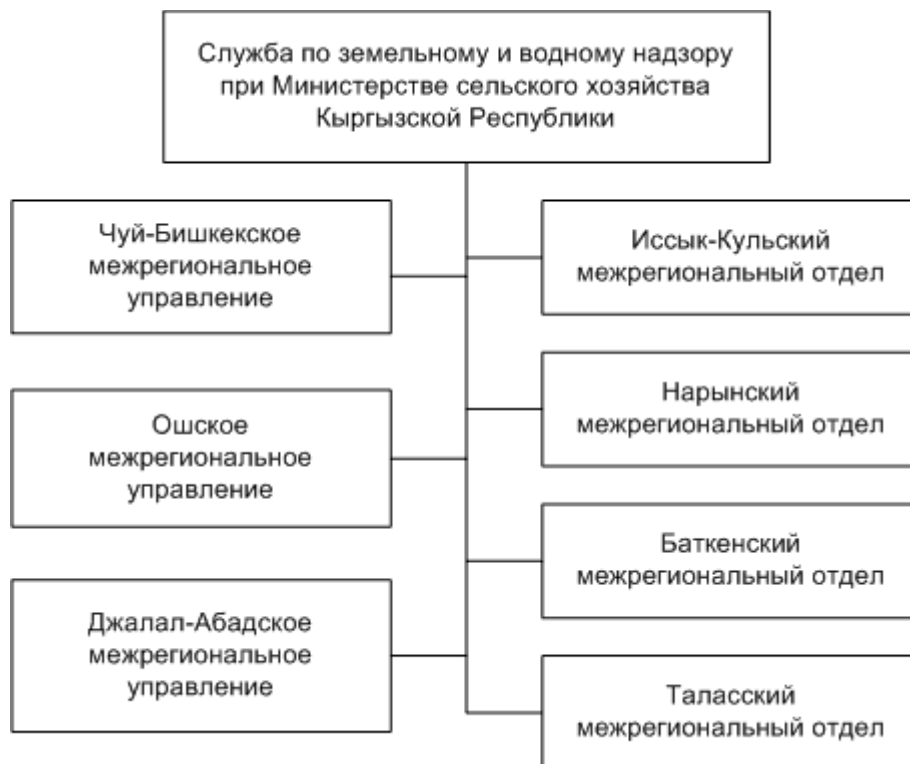 Служба по земельному и водному надзору
при Министерстве сельского хозяйства
Кыргызской Республики
Чуй-Бишкекское
межрегиональное
управление
Ошское
межрегиональное
управление
Джалал-Абадское
межрегиональное
управление
Иссык-Кульский
межрегиональный отдел
Нарынский
межрегиональный отдел
Баткенский
межрегиональный отдел
Таласский
межрегиональный отдел